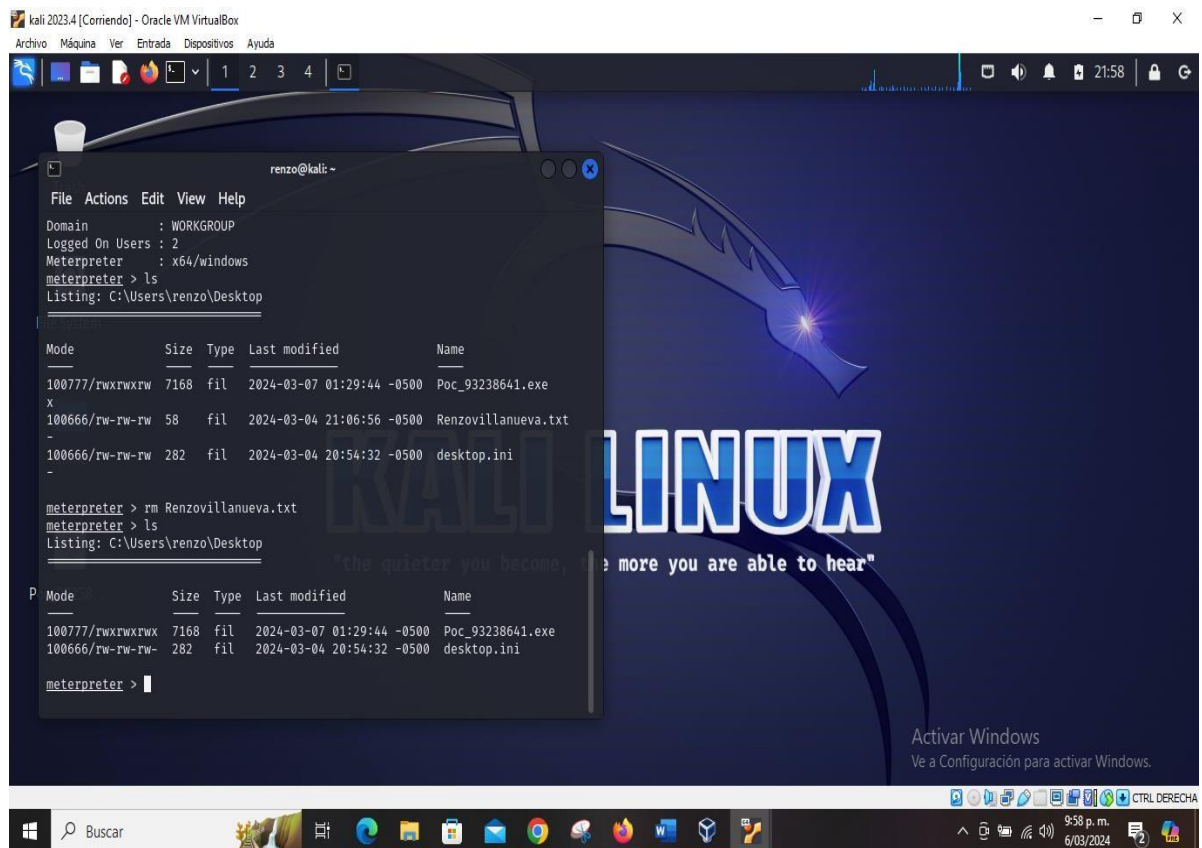 kali 2023.4 [Corriendo] - Oracle VM VirtualBox
Archivo Máquina Ver Entrada Dispositivos Ayuda
1 2 3 4
21:58
renzo@kali: ~
File Actions Edit View Help
Domain : WORKGROUP
Logged On Users : 2
Meterpreter : x64/windows
meterpreter > ls
Listing: C:\Users\renzo\Desktop
Mode Size Type Last modified Name
100777/rwxrwxrw 7168 fil 2024-03-07 01:29:44 -0500 Poc_93238641.exe
x
100666/rw-rw-rw 58 fil 2024-03-04 21:06:56 -0500 Renzovillanueva.txt
-
100666/rw-rw-rw 282 fil 2024-03-04 20:54:32 -0500 desktop.ini
-
meterpreter > rm Renzovillanueva.txt
meterpreter > ls
Listing: C:\Users\renzo\Desktop
Mode Size Type Last modified Name
100777/rwxrwxrwx 7168 fil 2024-03-07 01:29:44 -0500 Poc_93238641.exe
100666/rw-rw-rw- 282 fil 2024-03-04 20:54:32 -0500 desktop.ini
meterpreter >
KALI LINUX
"the quieter you become, the more you are able to hear"
Activar Windows
Ve a Configuración para activar Windows.
CTRL DERECHA
Buscar
9:58 p. m.
6/03/2024
2